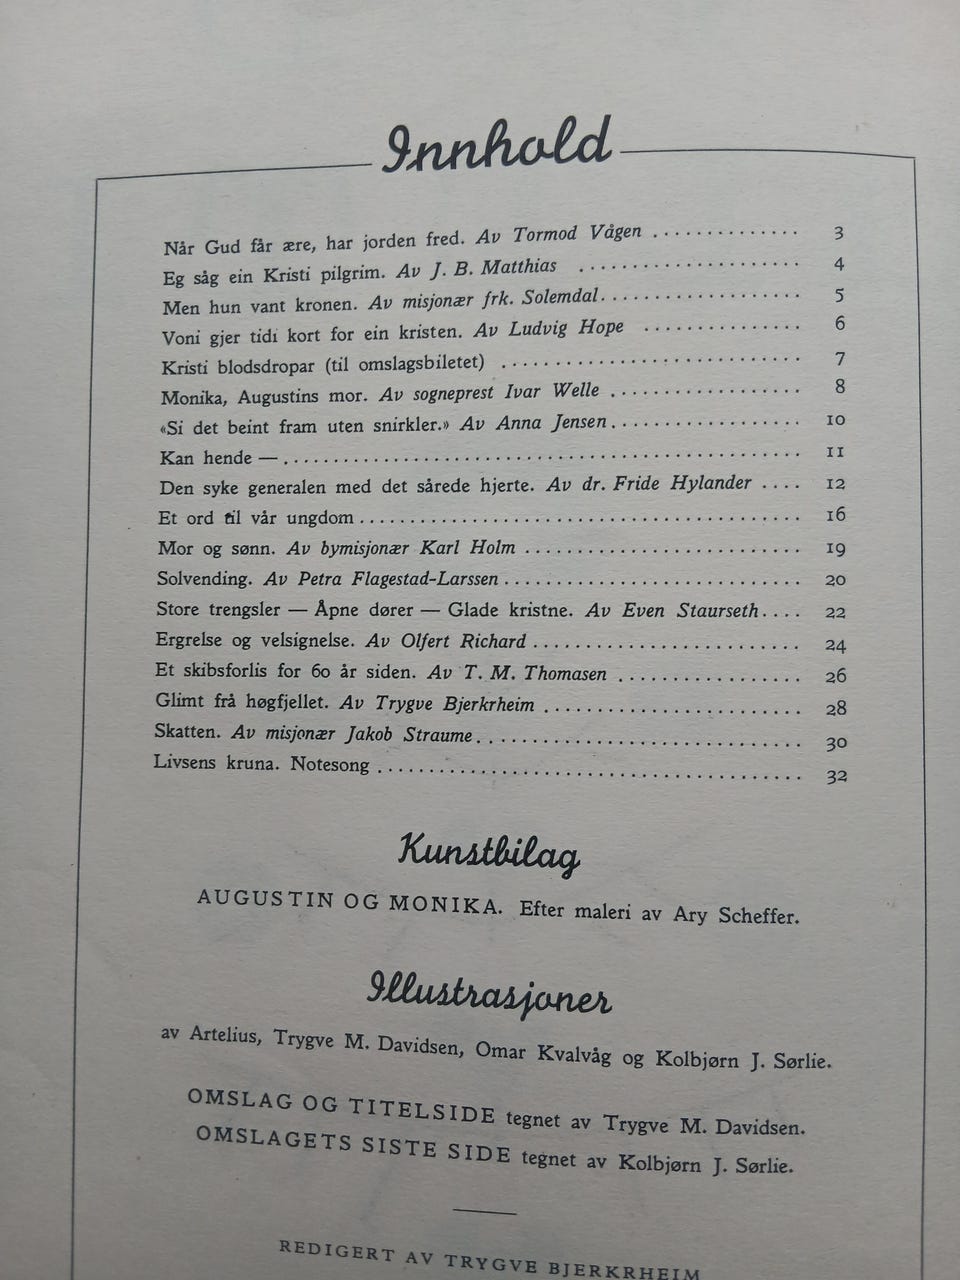 Innhold
Når Gud får ære, har jorden fred. Av Tormod Vågen .............. 3
Eg såg ein Kristi pilgrim. Av J. B. Matthias .................... 4
Men hun vant kronen. Av misjonær frk. Solemdal.................. 5
Voni gjer tidi kort for ein kristen. Av Ludvig Hope .............. 6
Kristi blodsdropar (til omslagsbiletet) ........................... 7
Monika, Augustins mor. Av sogneprest Ivar Welle ................. 8
«Si det beint fram uten snirkler.» Av Anna Jensen................. 10
Kan hende — .................................................. 11
Den syke generalen med det sårede hjerte. Av dr. Fride Hylander .... 12
Et ord til vår ungdom.......................................... 16
Mor og sønn. Av bymisjonær Karl Holm .......................... 19
Solvending. Av Petra Flagestad-Larssen............................ 20
Store trengsler — Åpne dører — Glade kristne. Av Even Staurseth.... 22
Ergrelse og velsignelse. Av Olfert Richard ......................... 24
Et skibsforlis for 60 år siden. Av T. M. Thomasen ................. 26
Glimt frå høgfjellet. Av Trygve Bjerkrheim ........................ 28
Skatten. Av misjonær Jakob Straume............................... 30
Livsens kruna. Notesong ........................................ 32
Kunstbilag
AUGUSTIN OG MONIKA. Efter maleri av Ary Scheffer.
Illustrasjoner
av Artelius, Trygve M. Davidsen, Omar Kvalvåg og Kolbjørn J. Sørlie.
OMSLAG OG TITELSIDE tegnet av Trygve M. Davidsen.
OMSLAGETS SISTE SIDE tegnet av Kolbjørn J. Sørlie.
REDIGERT AV TRYGVE BJERKRHEIM